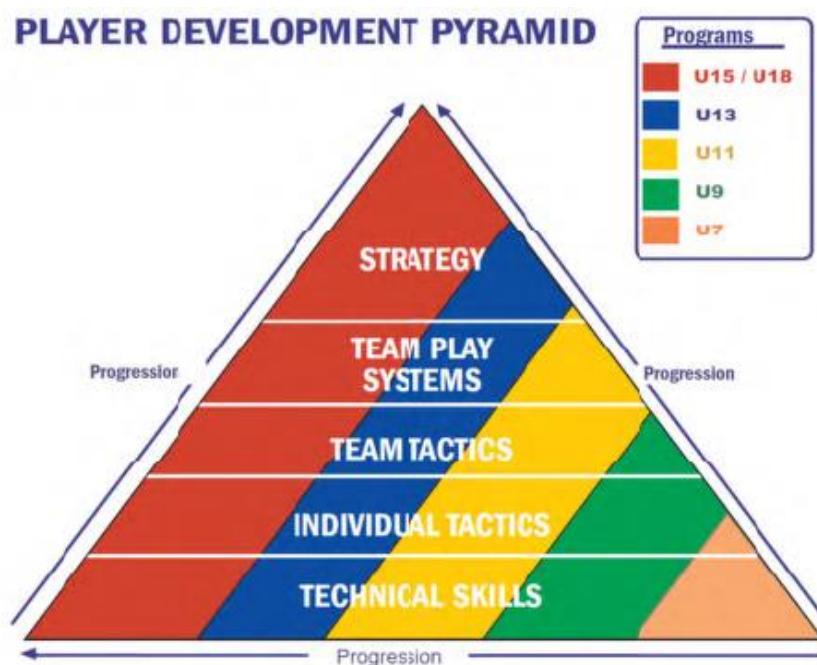 PLAYER DEVELOPMENT PYRAMID
Programs
U15 / U18
U13
U11
U9
U7
STRATEGY
TEAM PLAY
SYSTEMS
Progression
Progression
TEAM TACTICS
INDIVIDUAL TACTICS
TECHNICAL SKILLS
Progression